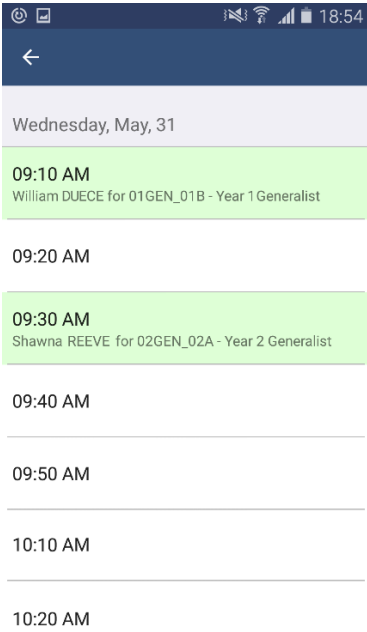 18:54
Wednesday, May, 31
09:10 AM
William DUECE for 01GEN_01B - Year 1 Generalist
09:20 AM
09:30 AM
Shawna REEVE for 02GEN_02A - Year 2 Generalist
09:40 AM
09:50 AM
10:10 AM
10:20 AM